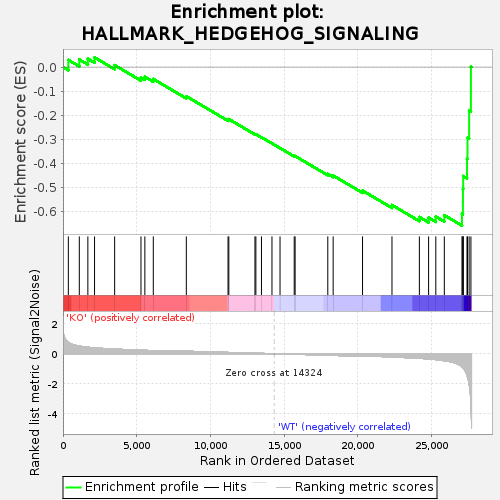 Enrichment plot:
HALLMARK_HEDGEHOG_SIGNALING
Enrichment score (ES)
0.0
-0.1
-0.2
-0.3
-0.4
-0.5
-0.6
'KO' (positively correlated)
Ranked list metric (Signal2Noise)
2
0
-2
-4
Zero cross at 14324
'WT' (negatively correlated)
0
5,000
10,000
15,000
20,000
25,000
Rank in Ordered Dataset
Enrichment profile
Hits
Ranking metric scores